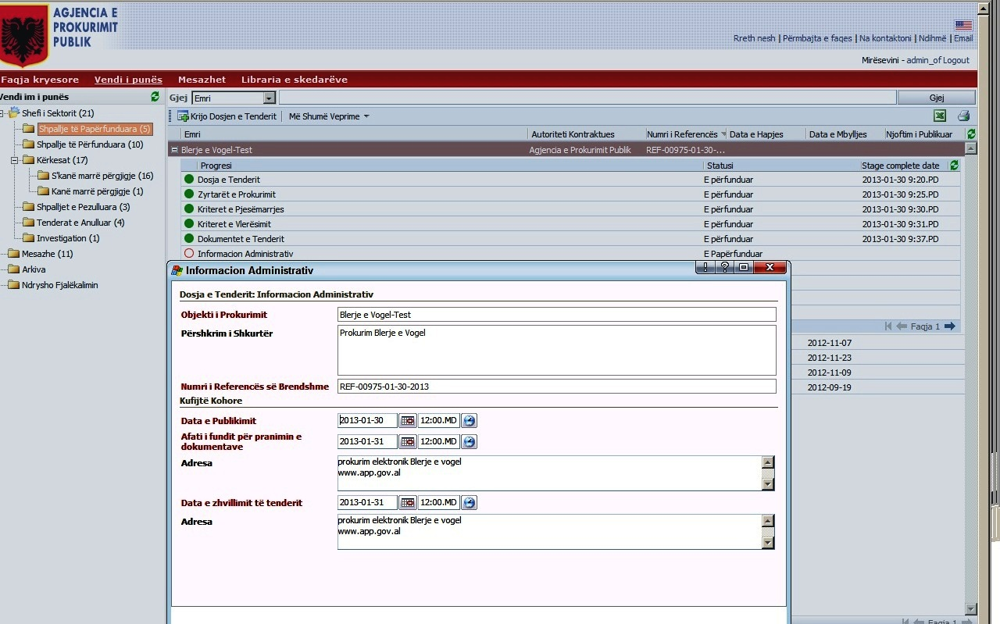 AGJENCIA E
PROKURIMIT
PUBLIK
Rreth nesh | Përmbajta e faqes | Na kontaktoni | Ndihmë | Email
Mirësevini - admin_of Logout
Faqja kryesore Vendi i punës Mesazhet Libraria e skedarëve
Vendi im i punës
Gjej Emri Gjej
Shefi i Sektorit (21)
Shpallje të Papërfunduara (5)
Shpallje të Përfunduara (10)
Kërkesat (17)
S'kanë marrë përgjigje (16)
Kanë marrë përgjigje (1)
Shpalljet e Pezulluara (3)
Tenderat e Anulluar (4)
Investigation (1)
Mesazhe (11)
Arkiva
Ndrysho Fjalëkalimin
Krijo Dosjen e Tenderit Më Shumë Veprime
Emri Autoriteti Kontraktues Numri i Referencës Data e Hapjes Data e Mbylljes Njoftim i Publikuar
Blerje e Vogel-Test Agjencia e Prokurimit Publik REF-00975-01-30-...
Progresi Statusi Stage complete date
Dosja e Tenderit E përfunduar 2013-01-30 9:20.PD
Zyrtarët e Prokurimit E përfunduar 2013-01-30 9:25.PD
Kriteret e Pjesëmarrjes E përfunduar 2013-01-30 9:30.PD
Kriteret e Vlerësimit E përfunduar 2013-01-30 9:31.PD
Dokumentet e Tenderit E përfunduar 2013-01-30 9:37.PD
Informacion Administrativ E Papërfunduar
Faqja 1
2012-11-07
2012-11-23
2012-11-09
2012-09-19
Informacion Administrativ
Dosja e Tenderit: Informacion Administrativ
Objekti i Prokurimit Blerje e Vogel-Test
Përshkrim i Shkurtër Prokurim Blerje e Vogel
Numri i Referencës së Brendshme REF-00975-01-30-2013
Kufijtë Kohore
Data e Publikimit 2013-01-30 12:00.MD
Afati i fundit për pranimin e
dokumentave 2013-01-31 12:00.MD
Adresa prokurim elektronik Blerje e vogel
www.app.gov.al
Data e zhvillimit të tenderit 2013-01-31 12:00.MD
Adresa prokurim elektronik Blerje e vogel
www.app.gov.al
Faqja 1